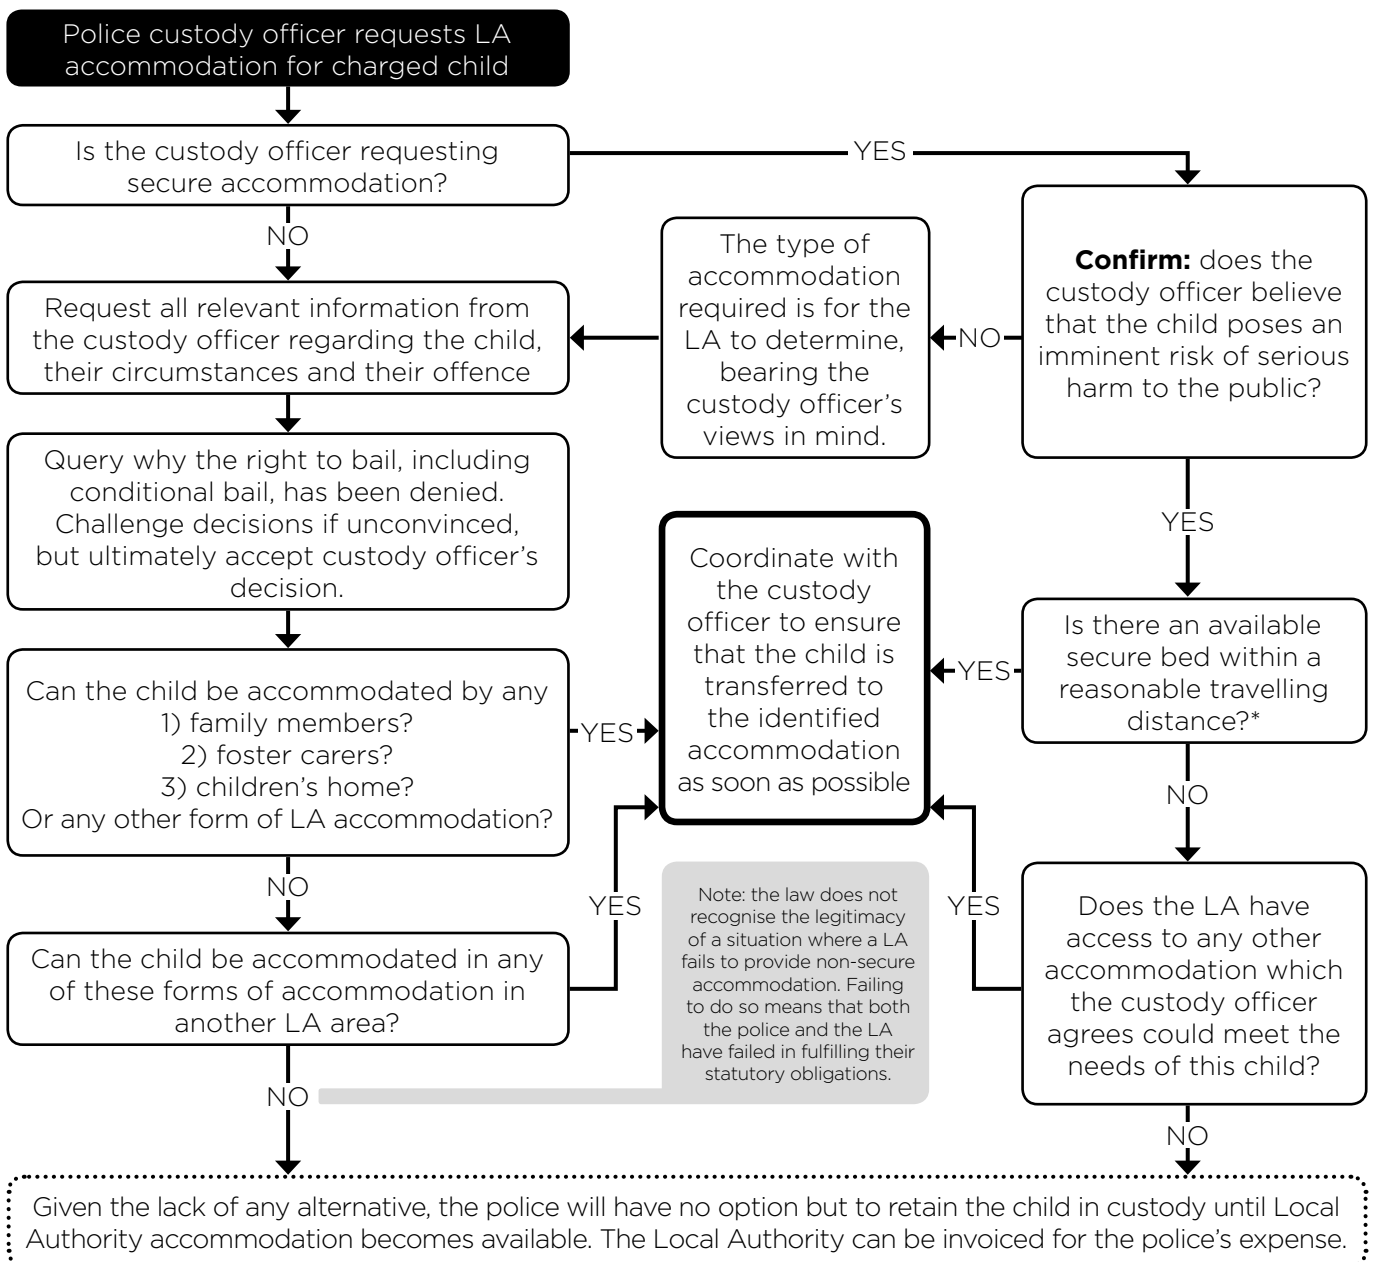 Police custody officer requests LA
accommodation for charged child
Is the custody officer requesting
secure accommodation?
YES
NO
Request all relevant information from
the custody officer regarding the child,
their circumstances and their offence
The type of
accommodation
required is for the
LA to determine,
bearing the
custody officer’s
views in mind.
NO
Confirm: does the
custody officer believe
that the child poses an
imminent risk of serious
harm to the public?
Query why the right to bail, including
conditional bail, has been denied.
Challenge decisions if unconvinced,
but ultimately accept custody officer’s
decision.
YES
Can the child be accommodated by any
1) family members?
2) foster carers?
3) children’s home?
Or any other form of LA accommodation?
YES
Coordinate with
the custody
officer to ensure
that the child is
transferred to
the identified
accommodation
as soon as possible
YES
Is there an available
secure bed within a
reasonable travelling
distance?*
NO
NO
Can the child be accommodated in any
of these forms of accommodation in
another LA area?
YES
Note: the law does not
recognise the legitimacy
of a situation where a LA
fails to provide non-secure
accommodation. Failing
to do so means that both
the police and the LA
have failed in fulfilling their
statutory obligations.
YES
Does the LA have
access to any other
accommodation which
the custody officer
agrees could meet the
needs of this child?
NO
NO
Given the lack of any alternative, the police will have no option but to retain the child in custody until Local
Authority accommodation becomes available. The Local Authority can be invoiced for the police’s expense.